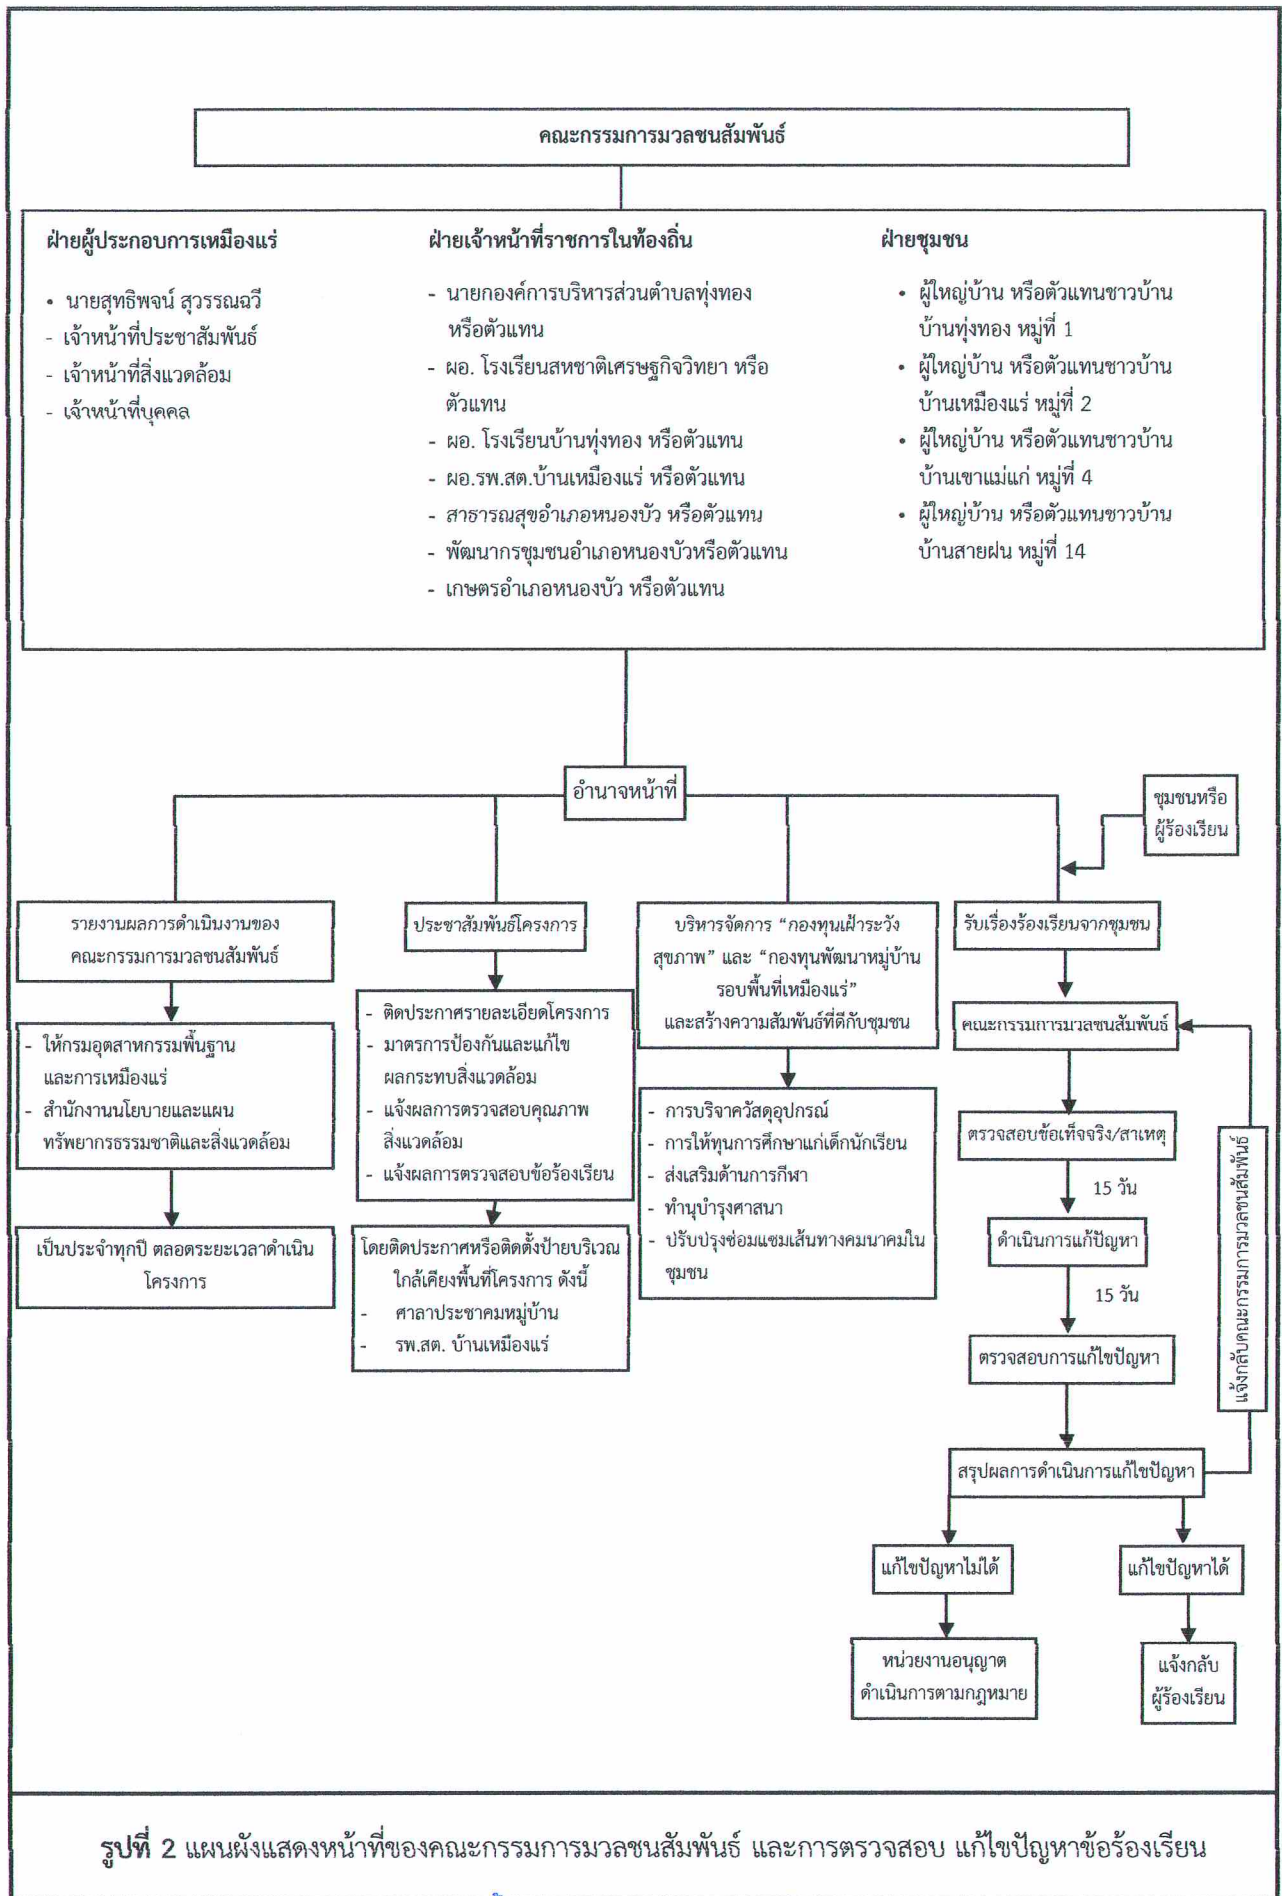 คณะกรรมการมวลชนสัมพันธ์
ฝ่ายผู้ประกอบการเหมืองแร่
• นายสุทธิพจน์ สุวรรณฉวี
- เจ้าหน้าที่ประชาสัมพันธ์
- เจ้าหน้าที่สิ่งแวดล้อม
- เจ้าหน้าที่บุคคล
ฝ่ายเจ้าหน้าที่ราชการในท้องถิ่น
- นายกองค์การบริหารส่วนตำบลทุ่งทอง
หรือตัวแทน
- ผอ. โรงเรียนสหชาติเศรษฐกิจวิทยา หรือ
ตัวแทน
- ผอ. โรงเรียนบ้านทุ่งทอง หรือตัวแทน
- ผอ.รพ.สต.บ้านเหมืองแร่ หรือตัวแทน
- สาธารณสุขอำเภอหนองบัว หรือตัวแทน
- พัฒนากรชุมชนอำเภอหนองบัวหรือตัวแทน
- เกษตรอำเภอหนองบัว หรือตัวแทน
ฝ่ายชุมชน
• ผู้ใหญ่บ้าน หรือตัวแทนชาวบ้าน
บ้านทุ่งทอง หมู่ที่ 1
• ผู้ใหญ่บ้าน หรือตัวแทนชาวบ้าน
บ้านเหมืองแร่ หมู่ที่ 2
• ผู้ใหญ่บ้าน หรือตัวแทนชาวบ้าน
บ้านเขาแม่แก่ หมู่ที่ 4
• ผู้ใหญ่บ้าน หรือตัวแทนชาวบ้าน
บ้านสายฝน หมู่ที่ 14
อำนาจหน้าที่
ชุมชนหรือ
ผู้ร้องเรียน
รายงานผลการดำเนินงานของ
คณะกรรมการมวลชนสัมพันธ์
- ให้กรมอุตสาหกรรมพื้นฐาน
และการเหมืองแร่
- สำนักงานนโยบายและแผน
ทรัพยากรธรรมชาติและสิ่งแวดล้อม
เป็นประจำทุกปี ตลอดระยะเวลาดำเนิน
โครงการ
ประชาสัมพันธ์โครงการ
- ติดประกาศรายละเอียดโครงการ
- มาตรการป้องกันและแก้ไข
ผลกระทบสิ่งแวดล้อม
- แจ้งผลการตรวจสอบคุณภาพ
สิ่งแวดล้อม
- แจ้งผลการตรวจสอบข้อร้องเรียน
โดยติดประกาศหรือติดตั้งป้ายบริเวณ
ใกล้เคียงพื้นที่โครงการ ดังนี้
- ศาลาประชาคมหมู่บ้าน
- รพ.สต. บ้านเหมืองแร่
บริหารจัดการ “กองทุนเฝ้าระวัง
สุขภาพ” และ “กองทุนพัฒนาหมู่บ้าน
รอบพื้นที่เหมืองแร่”
และสร้างความสัมพันธ์ที่ดีกับชุมชน
- การบริจาควัสดุอุปกรณ์
- การให้ทุนการศึกษาแก่เด็กนักเรียน
- ส่งเสริมด้านการกีฬา
- ทำนุบำรุงศาสนา
- ปรับปรุงซ่อมแซมเส้นทางคมนาคมใน
ชุมชน
รับเรื่องร้องเรียนจากชุมชน
คณะกรรมการมวลชนสัมพันธ์
ตรวจสอบข้อเท็จจริง/สาเหตุ
15 วัน
ดำเนินการแก้ปัญหา
15 วัน
ตรวจสอบการแก้ไขปัญหา
แจ้งกลับคณะกรรมการมวลชนสัมพันธ์
สรุปผลการดำเนินการแก้ไขปัญหา
แก้ไขปัญหาไม่ได้
แก้ไขปัญหาได้
หน่วยงานอนุญาต
ดำเนินการตามกฎหมาย
แจ้งกลับ
ผู้ร้องเรียน
รูปที่ 2 แผนผังแสดงหน้าที่ของคณะกรรมการมวลชนสัมพันธ์ และการตรวจสอบ แก้ไขปัญหาข้อร้องเรียน